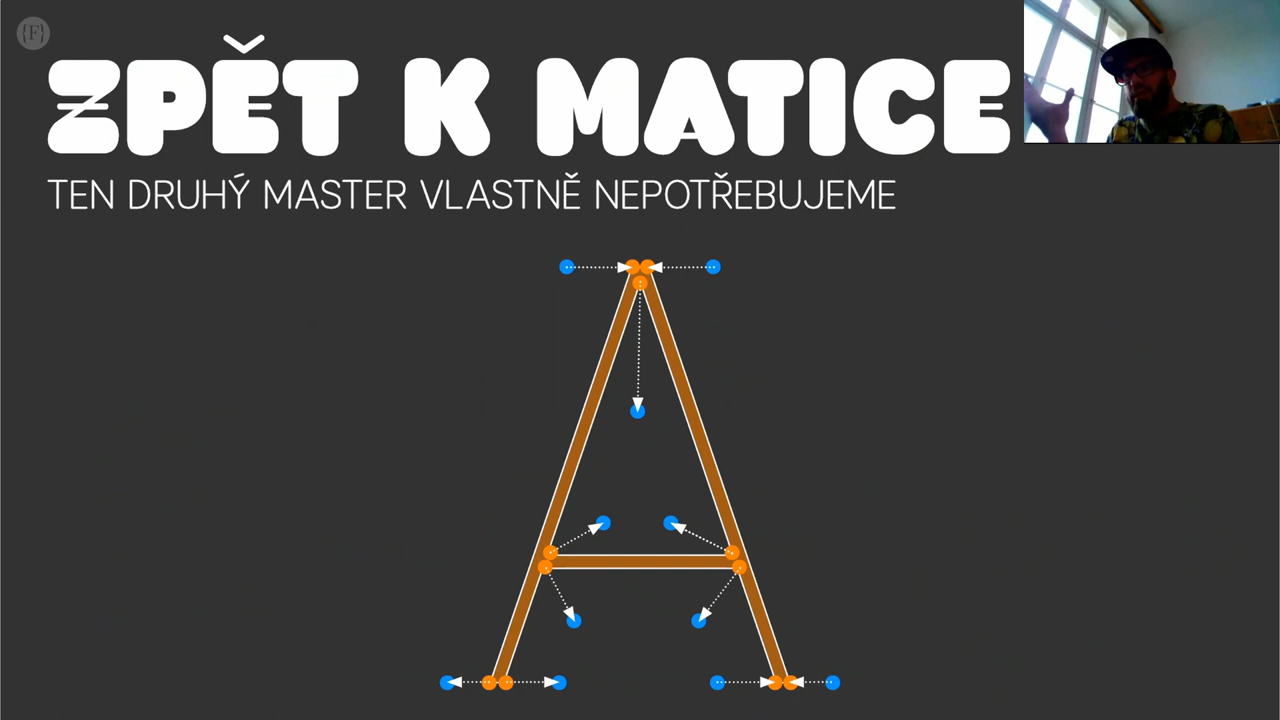 {F}
ZPĚT K MATICE
TEN DRUHÝ MASTER VLASTNĚ NEPOTŘEBUJEME